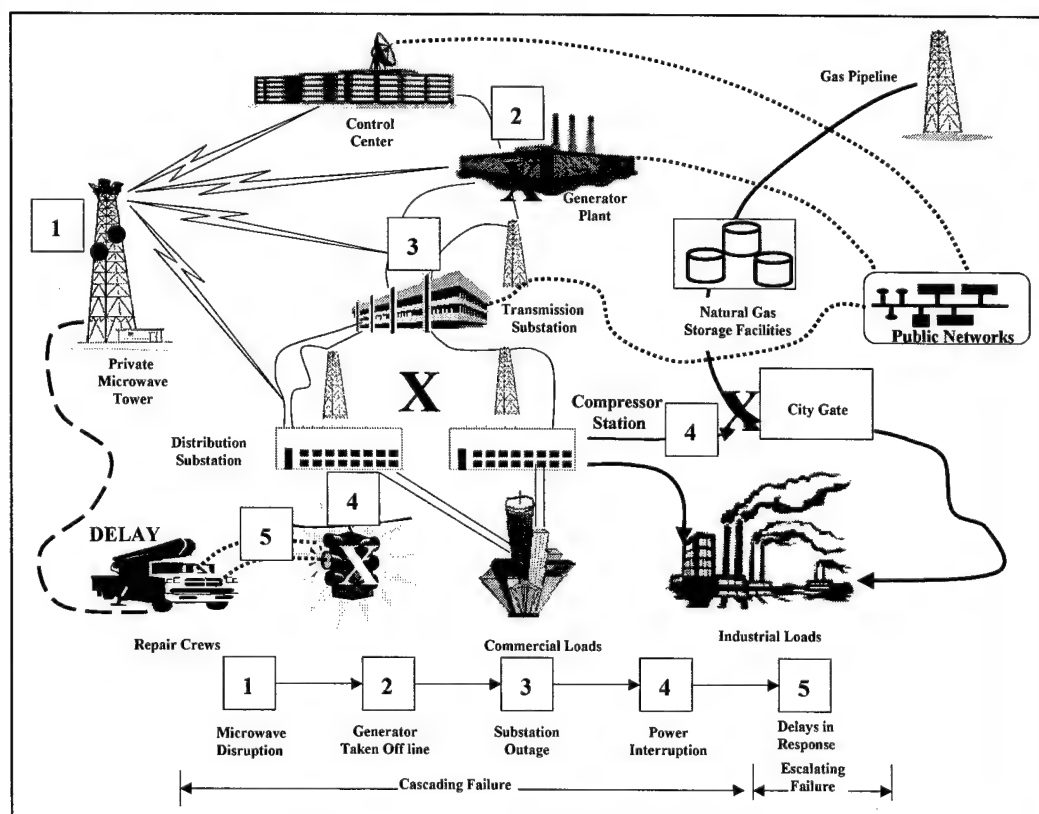 Gas Pipeline
Control
Center
2
X
Generator
Plant
1
3
Transmission
Substation
Natural Gas
Storage Facilities
Public Networks
Private
Microwave
Tower
X
Compressor
Station
4
X
City Gate
Distribution
Substation
4
DELAY
5
X
Repair Crews
Commercial Loads
Industrial Loads
1
2
3
4
5
Microwave
Disruption
Generator
Taken Off line
Substation
Outage
Power
Interruption
Delays in
Response
Cascading Failure
Escalating
Failure